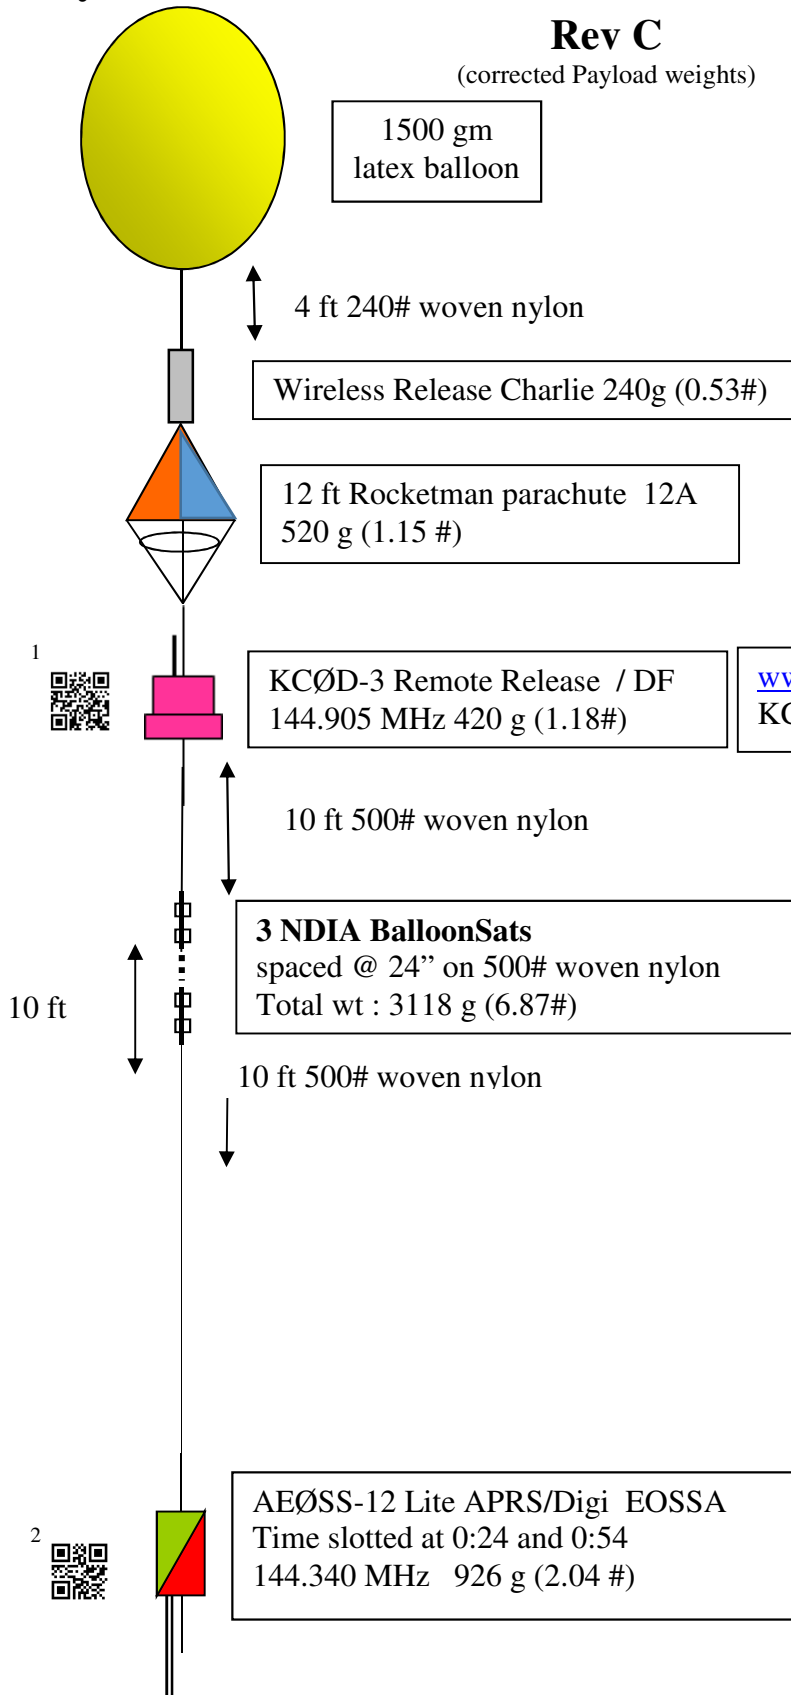 Rev C
(corrected Payload weights)
1500 gm
latex balloon
4 ft 240# woven nylon
Wireless Release Charlie 240g (0.53#)
12 ft Rocketman parachute 12A
520 g (1.15 #)
1
KCØD-3 Remote Release / DF
144.905 MHz 420 g (1.18#)
10 ft 500# woven nylon
3 NDIA BalloonSats
spaced @ 24” on 500# woven nylon
Total wt : 3118 g (6.87#)
10 ft
10 ft 500# woven nylon
AEØSS-12 Lite APRS/Digi EOSSA
Time slotted at 0:24 and 0:54
144.340 MHz 926 g (2.04 #)
2